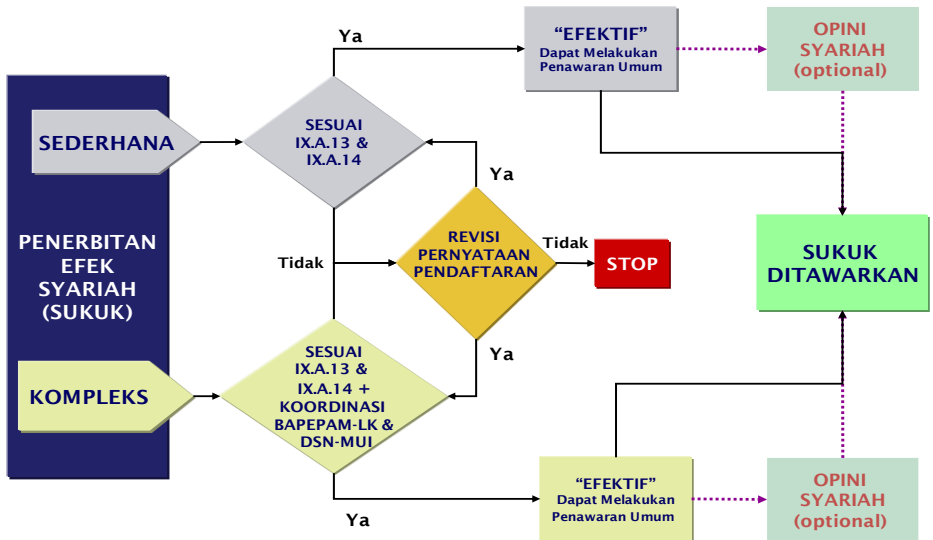 PENERBITAN
EFEK
SYARIAH
(SUKUK)
SEDERHANA
SESUAI
IX.A.13 &
IX.A.14
Ya
“EFEKTIF”
Dapat Melakukan
Penawaran Umum
OPINI
SYARIAH
(optional)
Ya
Tidak
REVISI
PERNYATAAN
PENDAFTARAN
Tidak
STOP
SUKUK
DITAWARKAN
Ya
KOMPLEKS
SESUAI
IX.A.13 &
IX.A.14 +
KOORDINASI
BAPEPAM-LK &
DSN-MUI
Ya
“EFEKTIF”
Dapat Melakukan
Penawaran Umum
OPINI
SYARIAH
(optional)